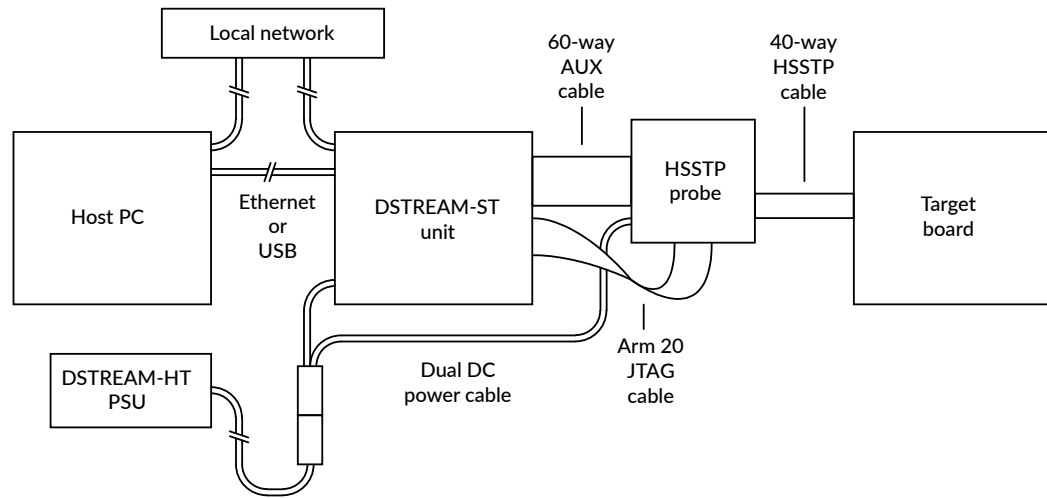 Local network
60-way
AUX
cable
40-way
HSSTP
cable
Host PC
Ethernet
or
USB
DSTREAM-ST
unit
HSSTP
probe
Target
board
DSTREAM-HT
PSU
Dual DC
power cable
Arm 20
JTAG
cable